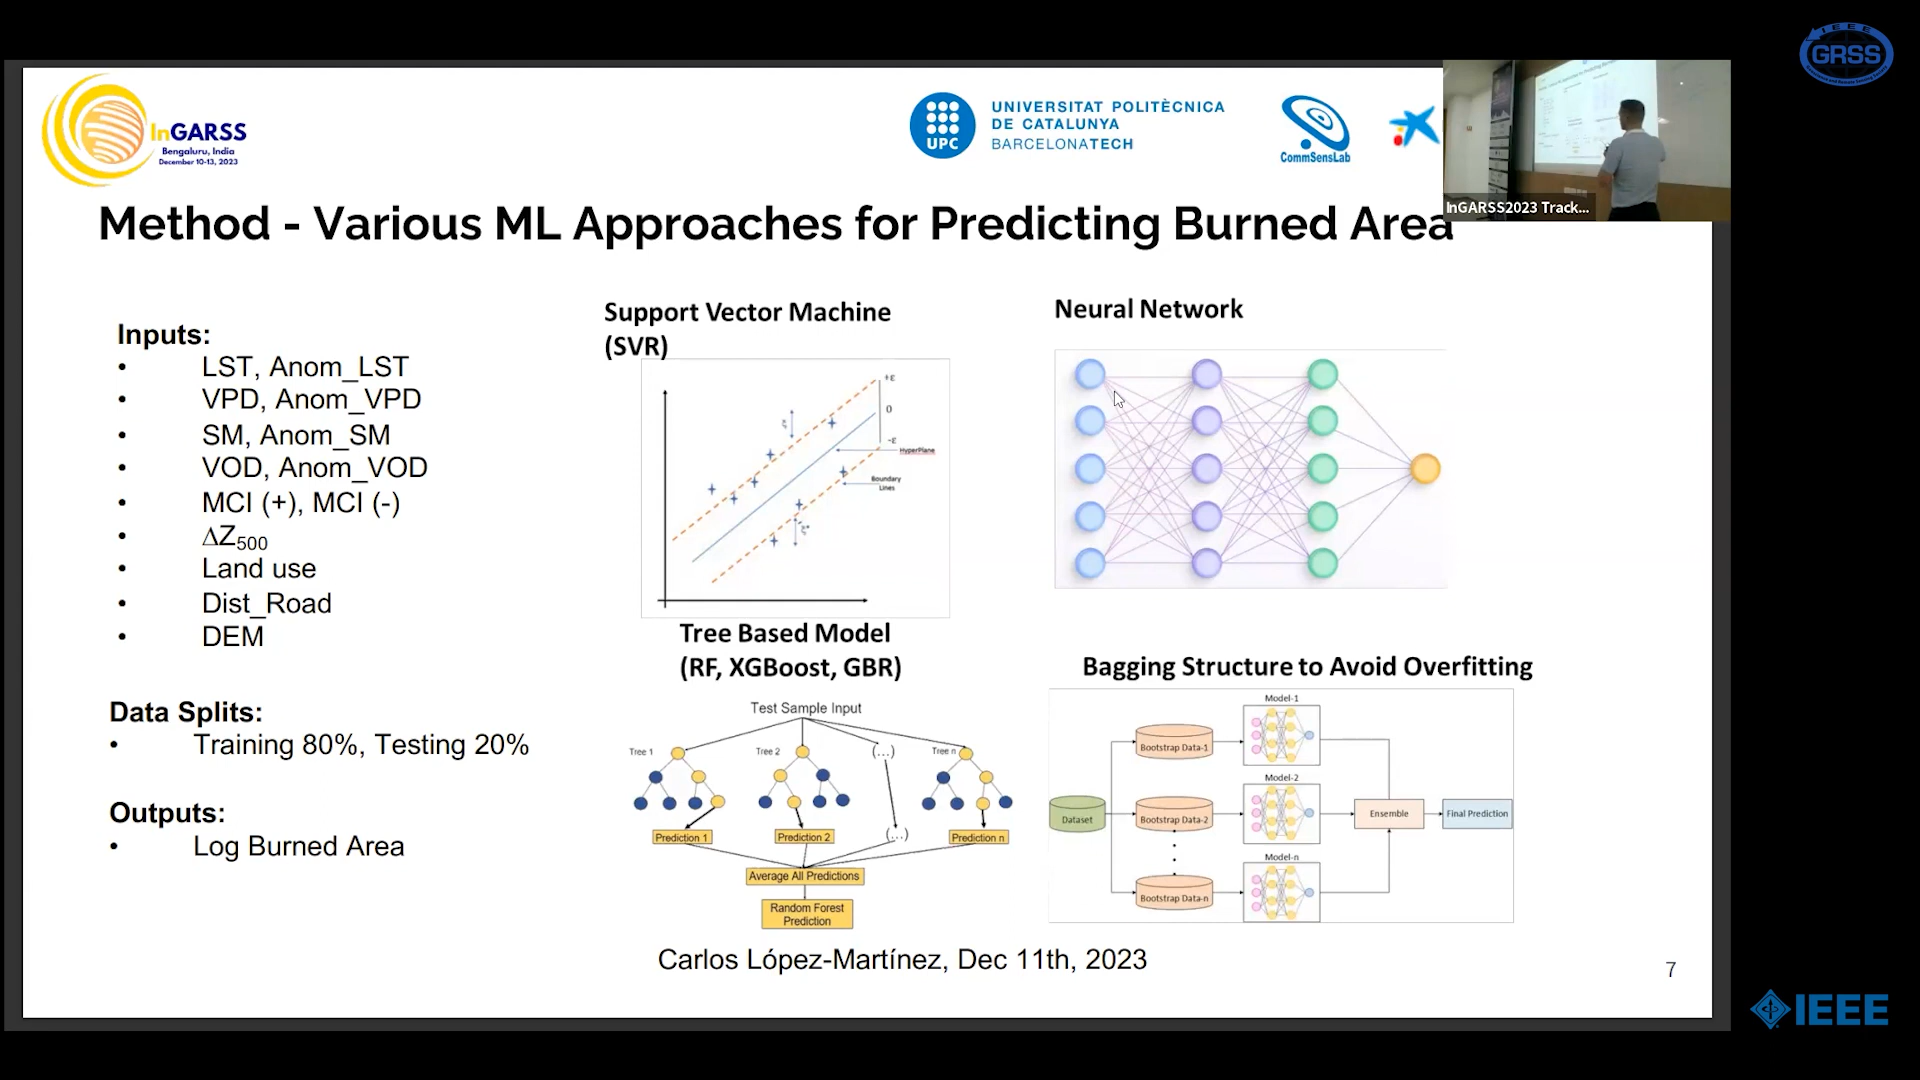 IEEE
GRSS
InGARSS
Bengaluru, India
December 10-13, 2023
UPC
UNIVERSITAT POLITÈCNICA
DE CATALUNYA
BARCELONATECH
CommSensLab
InGARSS2023 Track...
Method - Various ML Approaches for Predicting Burned Area
Inputs:
• LST, Anom_LST
• VPD, Anom_VPD
• SM, Anom_SM
• VOD, Anom_VOD
• MCI (+), MCI (-)
• ΔZ500
• Land use
• Dist_Road
• DEM
Data Splits:
• Training 80%, Testing 20%
Outputs:
• Log Burned Area
Support Vector Machine
(SVR)
+ε
0
-ε
HyperPlane
Boundary
Lines
Neural Network
Tree Based Model
(RF, XGBoost, GBR)
Test Sample Input
Tree 1
Tree 2
(...)
Tree n
Prediction 1
Prediction 2
(...)
Prediction n
Average All Predictions
Random Forest
Prediction
Bagging Structure to Avoid Overfitting
Model-1
Bootstrap Data-1
Model-2
Dataset
Bootstrap Data-2
Ensemble
Final Prediction
Model-n
Bootstrap Data-n
Carlos López-Martínez, Dec 11th, 2023
7
IEEE